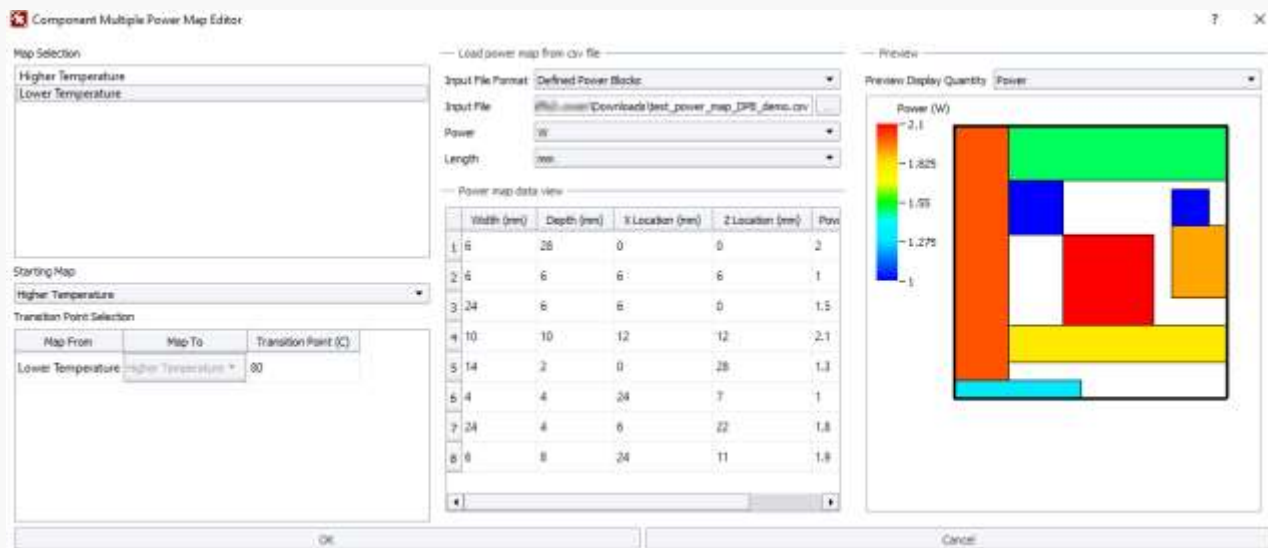 Component Multiple Power Map Editor
Map Selection
Higher Temperature
Lower Temperature
Starting Map
Higher Temperature
Transition Point Selection
Map From Map To Transition Point (C)
Lower Temperature Higher Temperature 80
Load power map from csv file
Input File Format Defined Power Blocks
Input File \Downloads\test_power_map_DPB_demo.csv ...
Power W
Length mm
Power map data view
Width (mm) Depth (mm) X Location (mm) Z Location (mm) Pow
1 6 28 0 0 2
2 6 6 6 6 1
3 24 6 6 0 1.5
4 10 10 12 12 2.1
5 14 2 0 28 1.3
6 4 4 24 7 1
7 24 4 6 22 1.8
8 6 8 24 11 1.9
Preview
Preview Display Quantity Power
Power (W)
2.1
1.825
1.55
1.275
1
OK Cancel